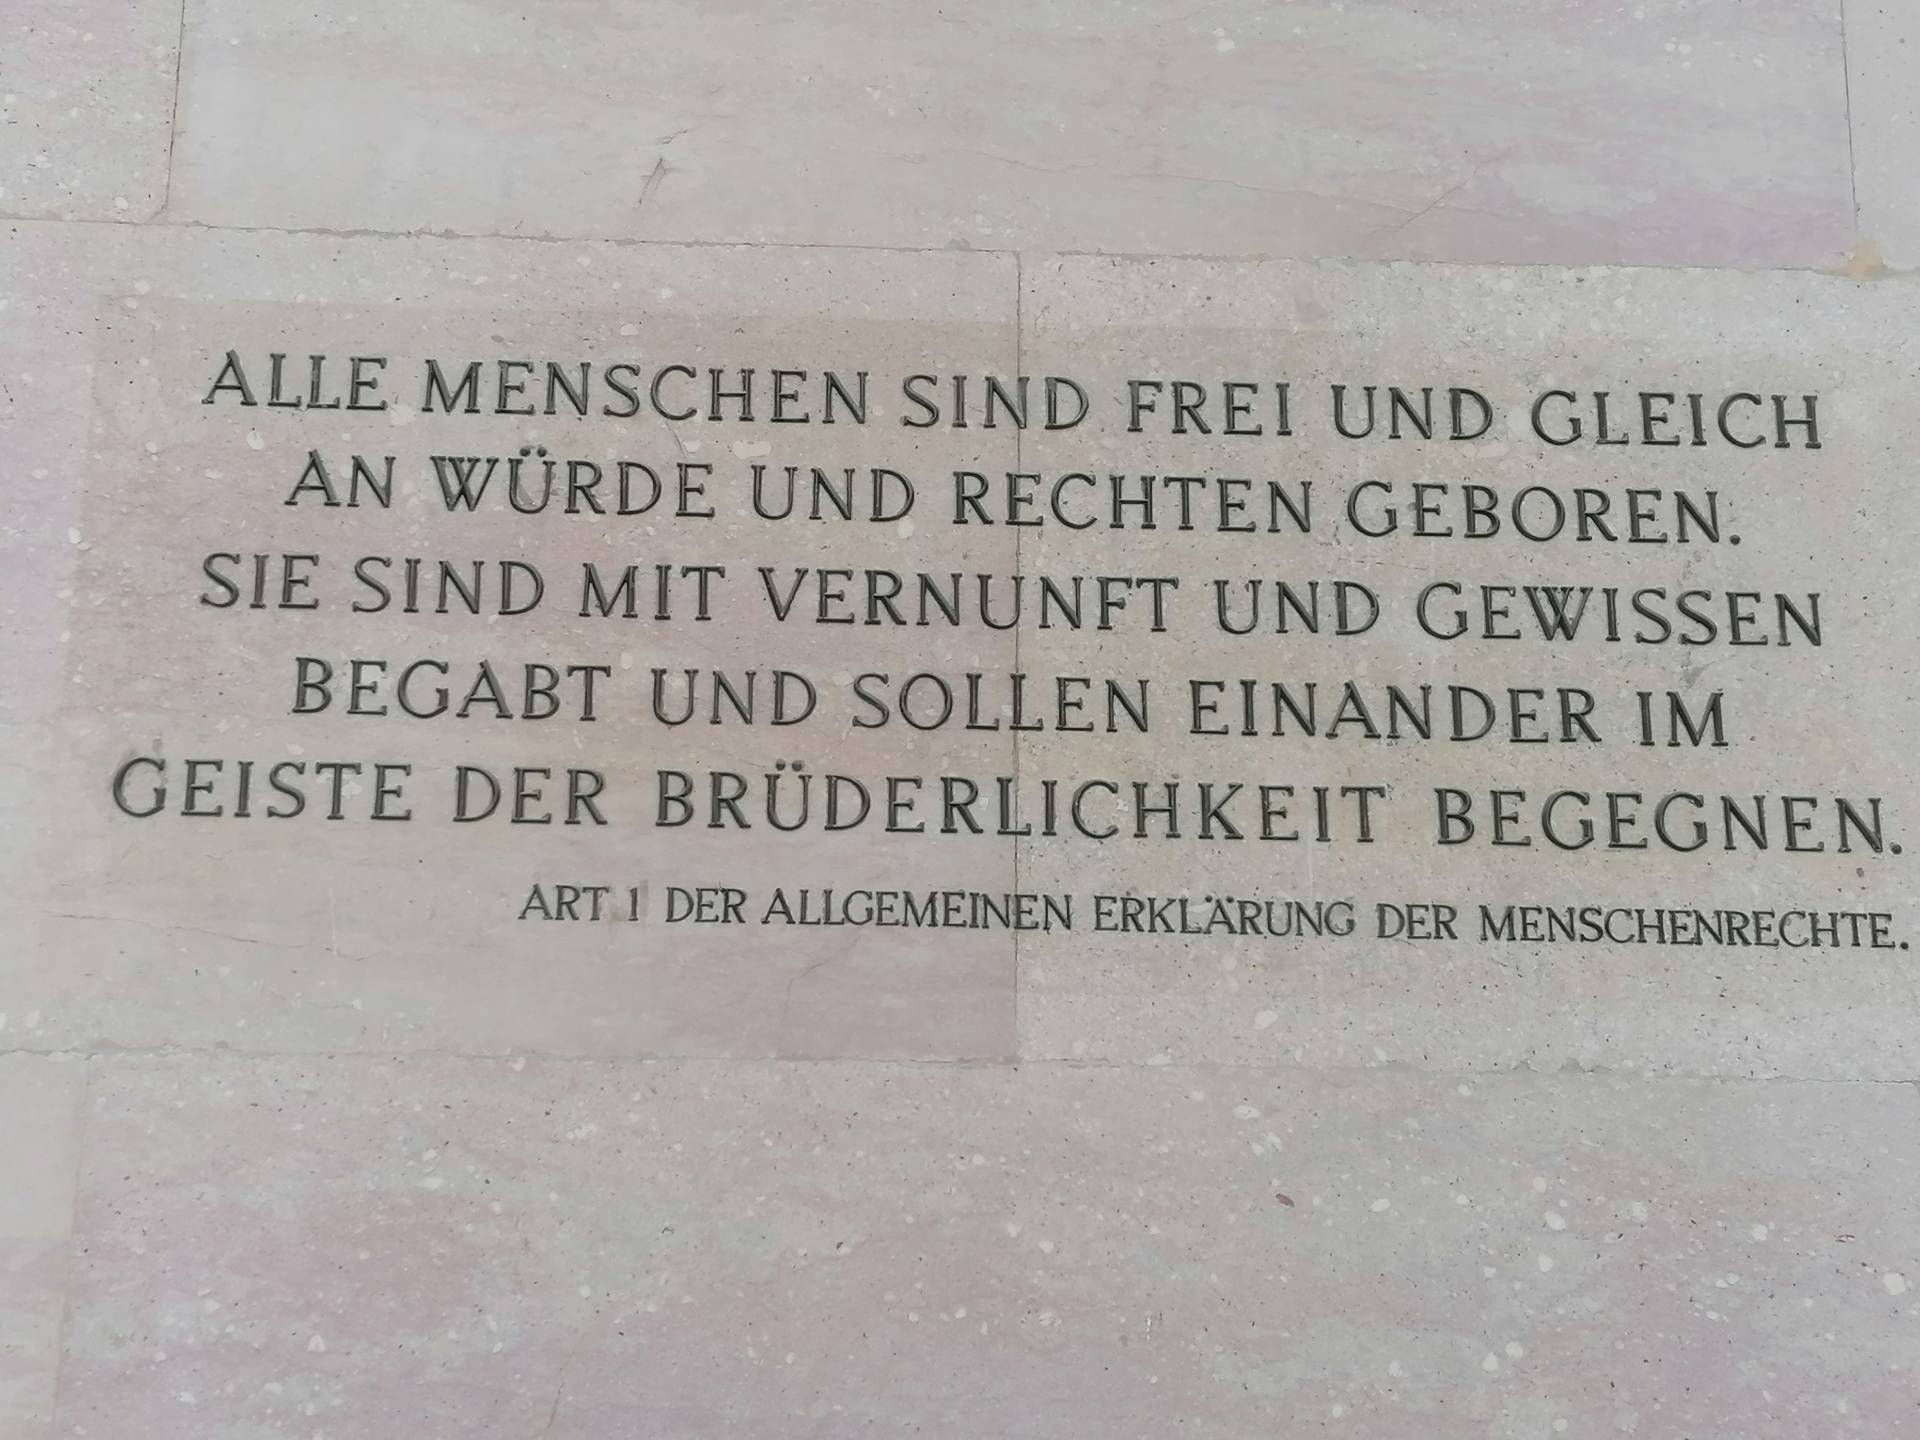 ALLE MENSCHEN SIND FREI UND GLEICH
AN WÜRDE UND RECHTEN GEBOREN.
SIE SIND MIT VERNUNFT UND GEWISSEN
BEGABT UND SOLLEN EINANDER IM
GEISTE DER BRÜDERLICHKEIT BEGEGNEN.
ART 1 DER ALLGEMEINEN ERKLÄRUNG DER MENSCHENRECHTE.